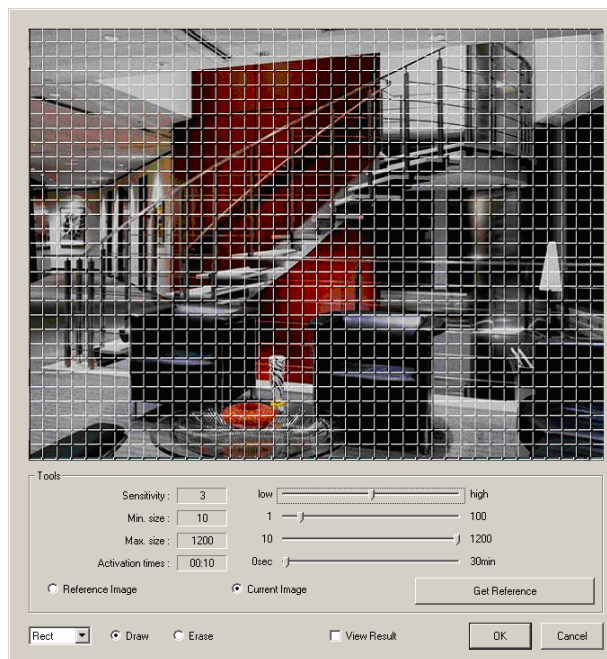 Tools
Sensitivity : 3 low high
Min. size : 10 1 100
Max. size : 1200 10 1200
Activation times : 00:10 0sec 30min
Reference Image Current Image Get Reference
Rect Draw Erase View Result OK Cancel